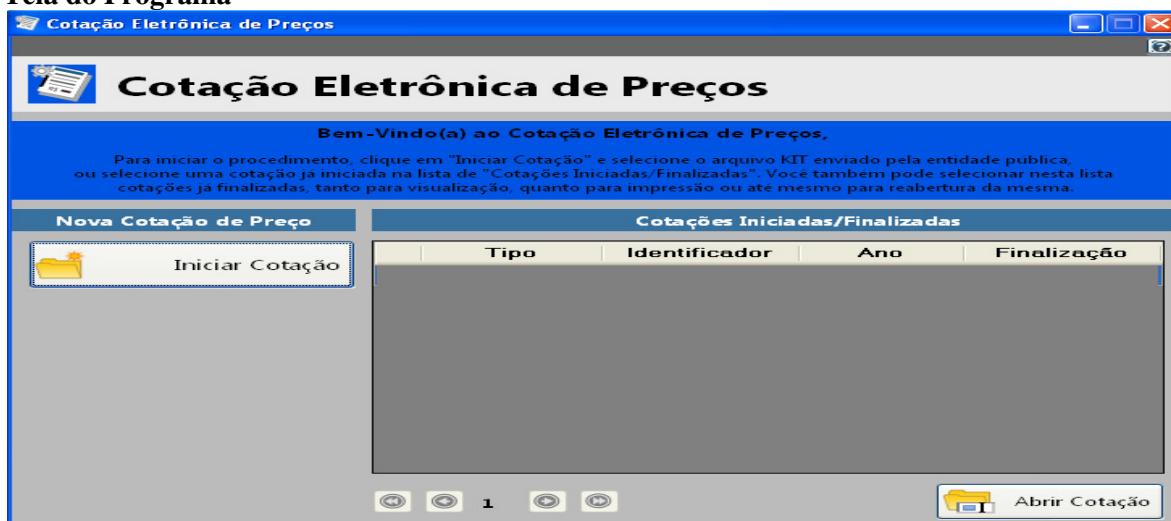 Tela do Programa
Cotação Eletrônica de Preços
Cotação Eletrônica de Preços
Bem-Vindo(a) ao Cotação Eletrônica de Preços,
Para iniciar o procedimento, clique em "Iniciar Cotação" e selecione o arquivo KIT enviado pela entidade publica,
ou selecione uma cotação já iniciada na lista de "Cotações Iniciadas/Finalizadas". Você também pode selecionar nesta lista
cotações já finalizadas, tanto para visualização, quanto para impressão ou até mesmo para reabertura da mesma.
Nova Cotação de Preço
Cotações Iniciadas/Finalizadas
Iniciar Cotação
Tipo Identificador Ano Finalização
1
Abrir Cotação